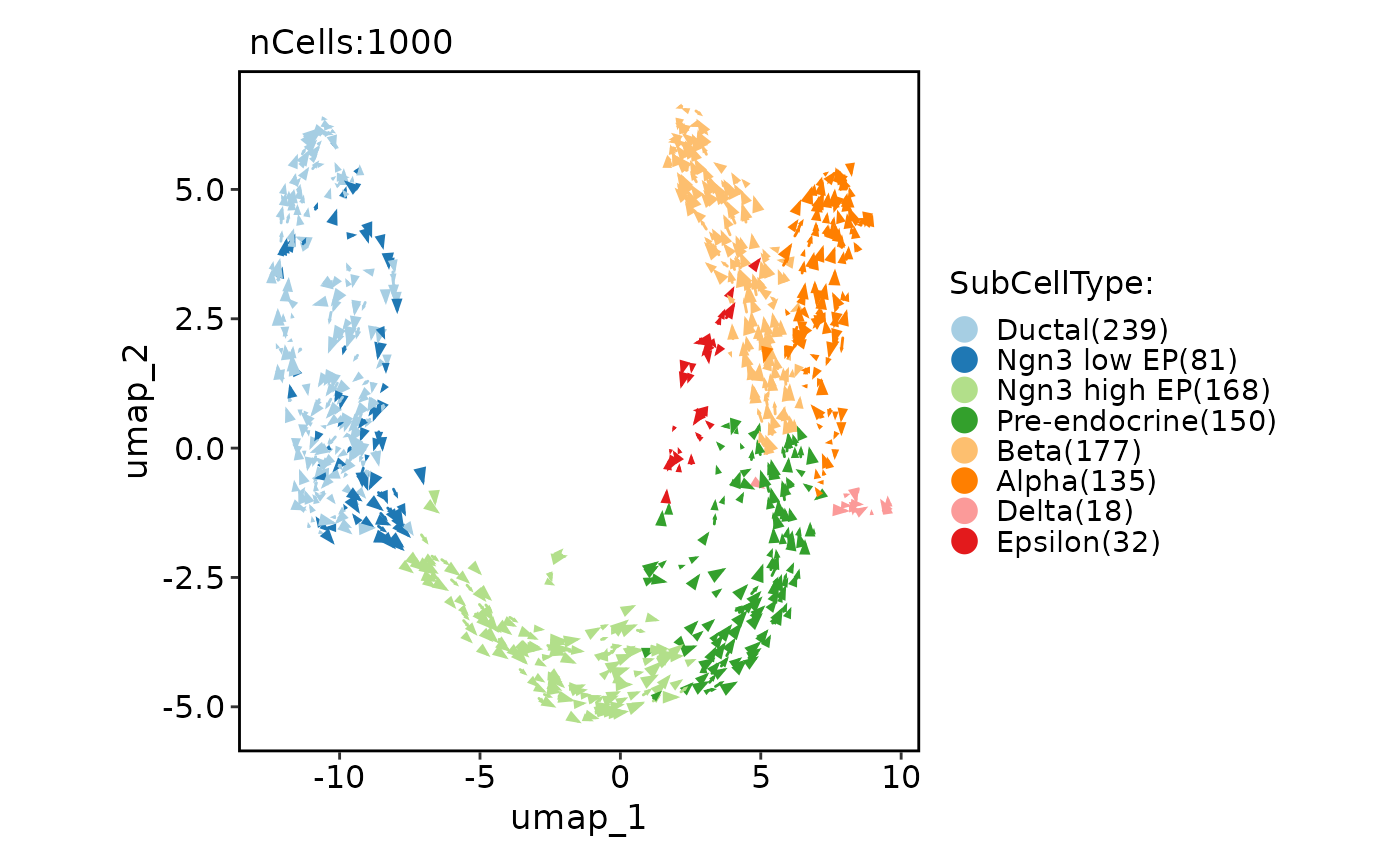 nCells:1000
umap_2
5.0
2.5
0.0
-2.5
-5.0
-10
-5
0
5
10
umap_1
SubCellType:
Ductal(239)
Ngn3 low EP(81)
Ngn3 high EP(168)
Pre-endocrine(150)
Beta(177)
Alpha(135)
Delta(18)
Epsilon(32)